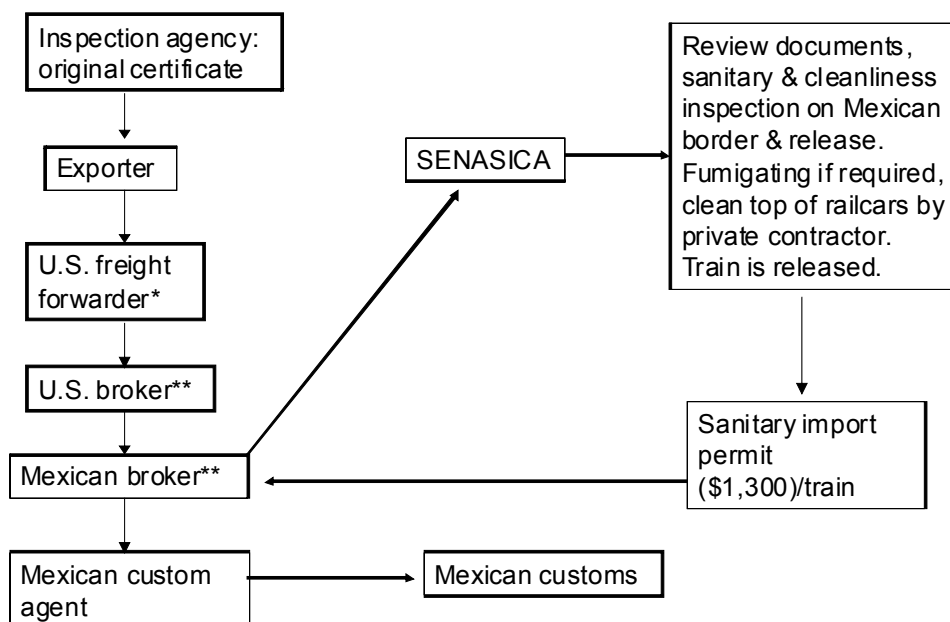 Inspection agency:
original certificate
Exporter
U.S. freight
forwarder*
U.S. broker**
Mexican broker**
Mexican custom
agent
Mexican customs
SENASICA
Review documents,
sanitary & cleanliness
inspection on Mexican
border & release.
Fumigating if required,
clean top of railcars by
private contractor.
Train is released.
Sanitary import
permit
($1,300)/train